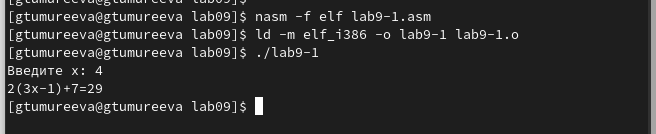 [gtumureeva@gtumureeva lab09]$ nasm -f elf lab9-1.asm
[gtumureeva@gtumureeva lab09]$ ld -m elf_i386 -o lab9-1 lab9-1.o
[gtumureeva@gtumureeva lab09]$ ./lab9-1
Введите x: 4
2(3x-1)+7=29
[gtumureeva@gtumureeva lab09]$